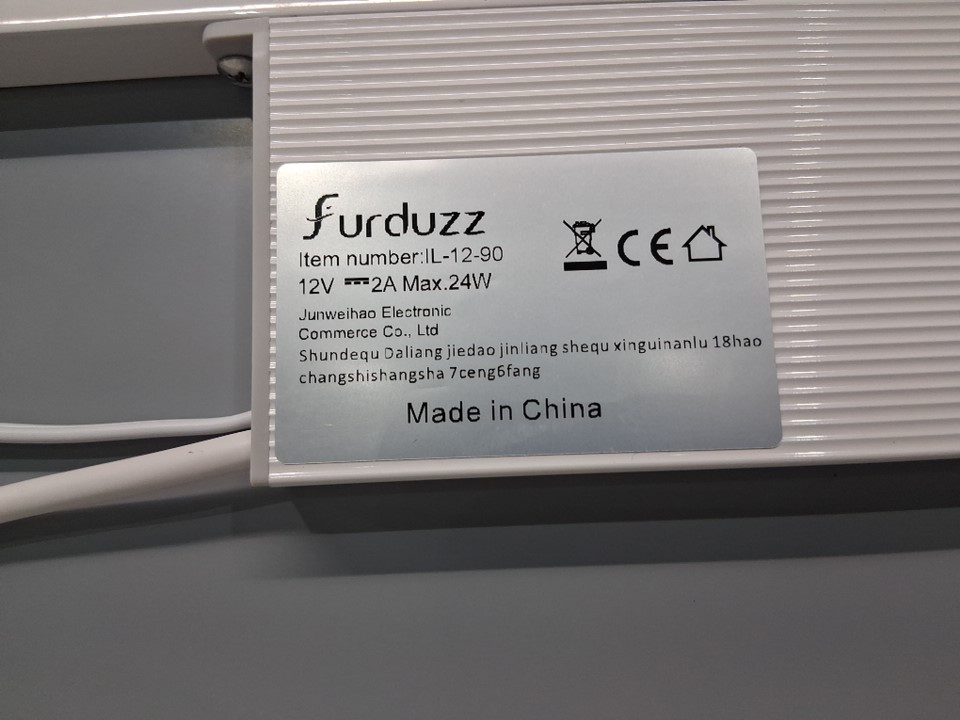 Furduzz
Item number:IL-12-90
12V ⎓2A Max.24W
CE
Junweihao Electronic
Commerce Co., Ltd
Shundequ Daliang jiedao jinliang shequ xinguinanlu 18hao
changshishangsha 7ceng6fang
Made in China